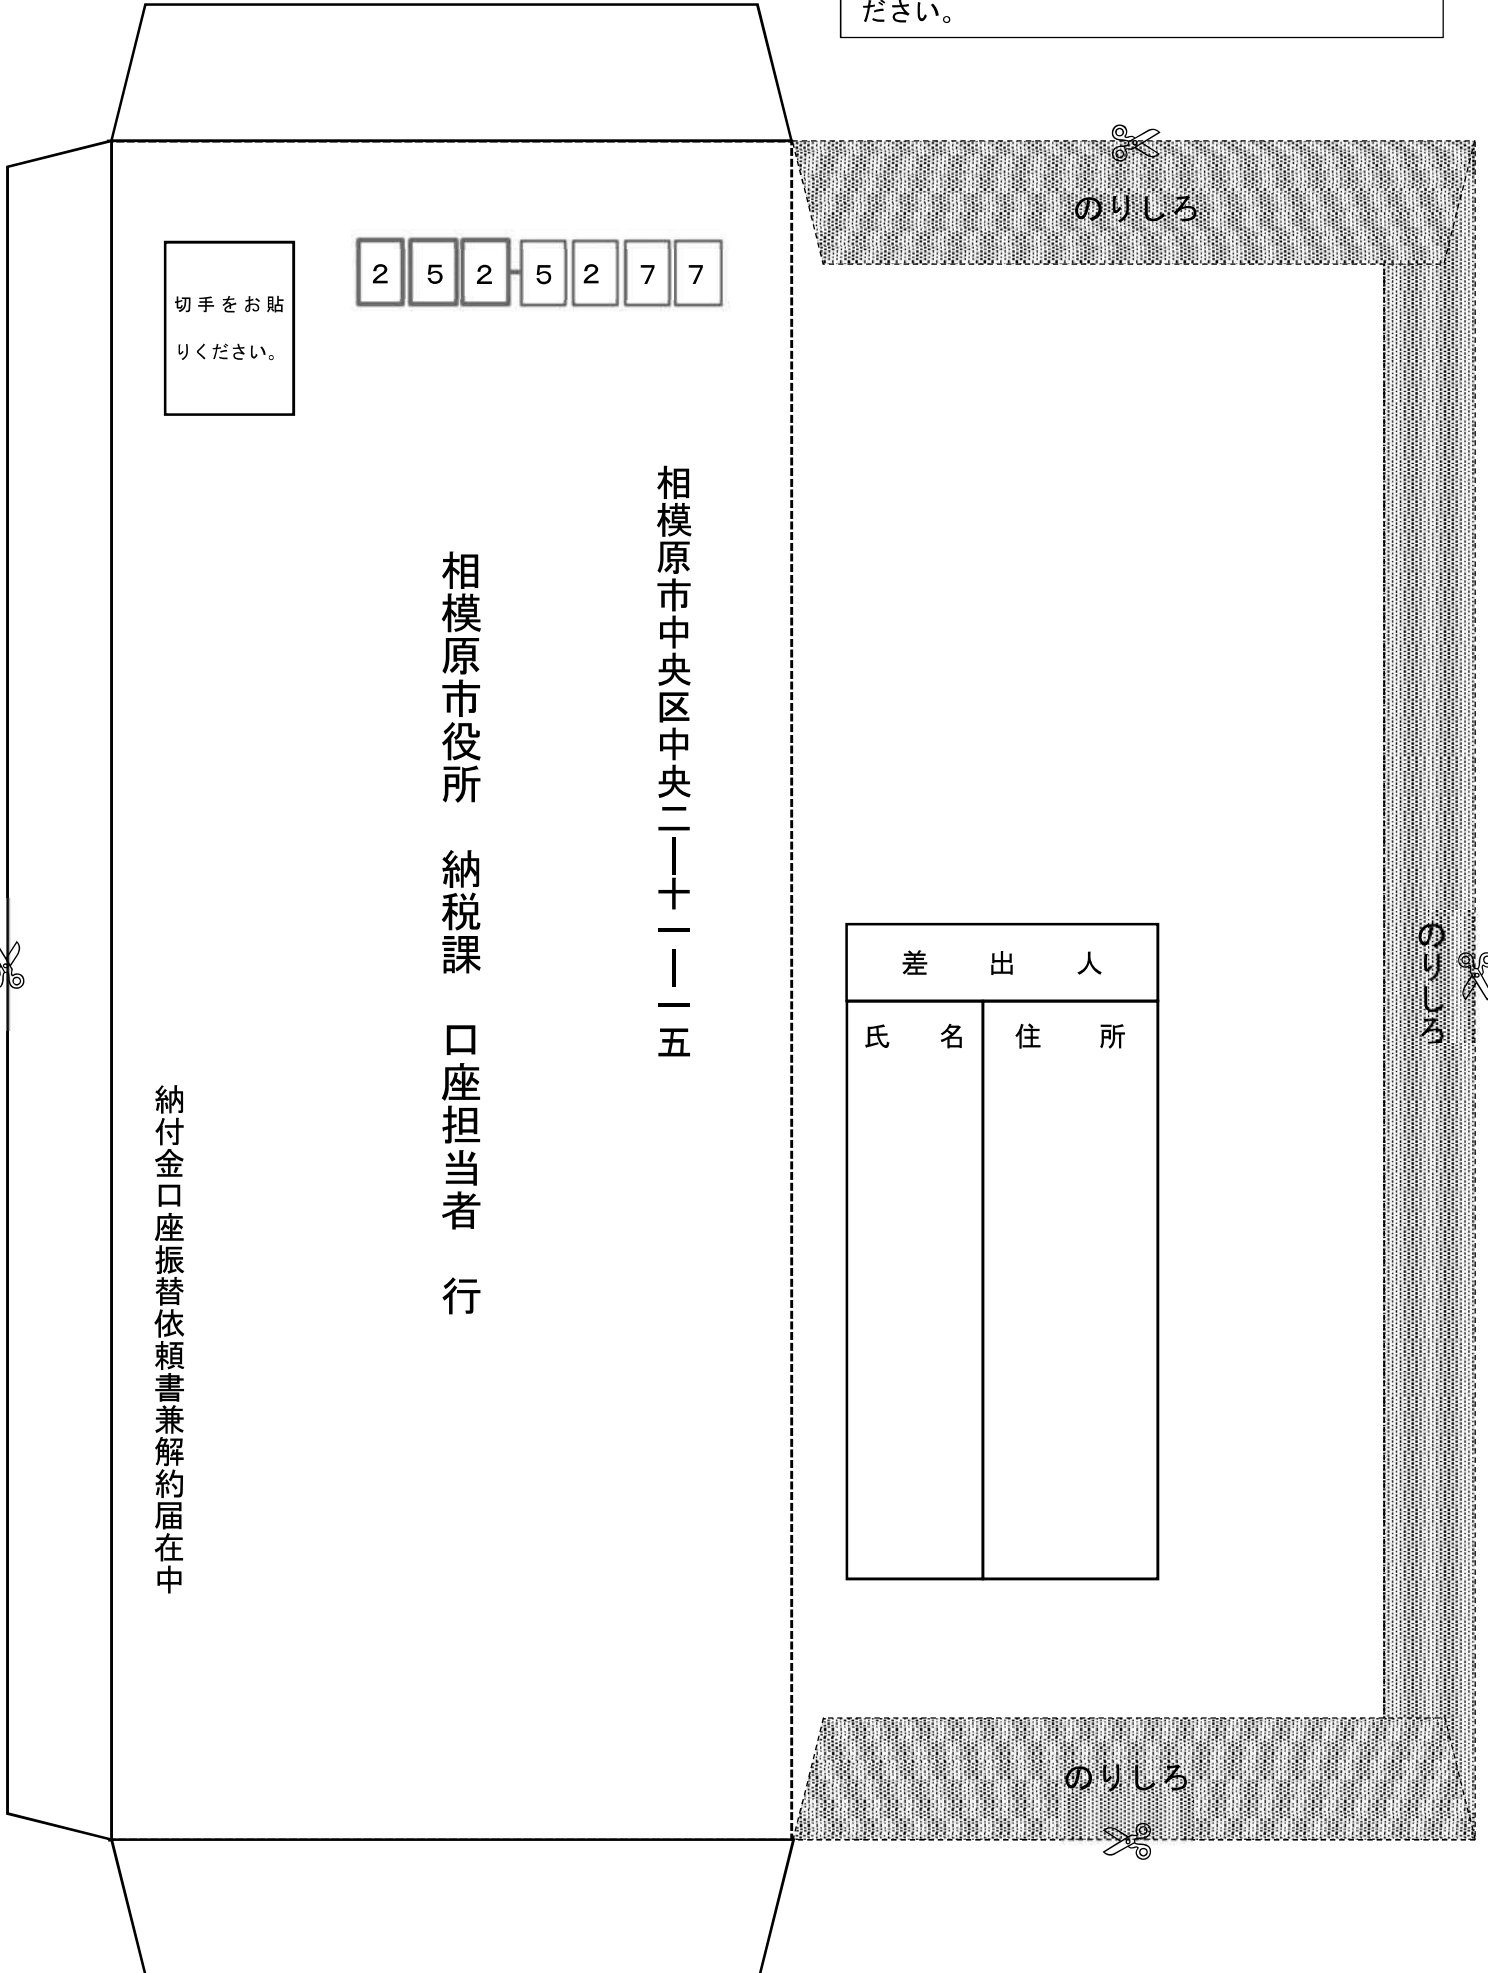 ださい。
切手をお貼
りください。
252-5277
相模原市中央区中央二―十一―一五
相模原市役所　納税課　口座担当者　行
納付金口座振替依頼書兼解約届在中
のりしろ
差　出　人
氏　名
住　所
のりしろ
のりしろ